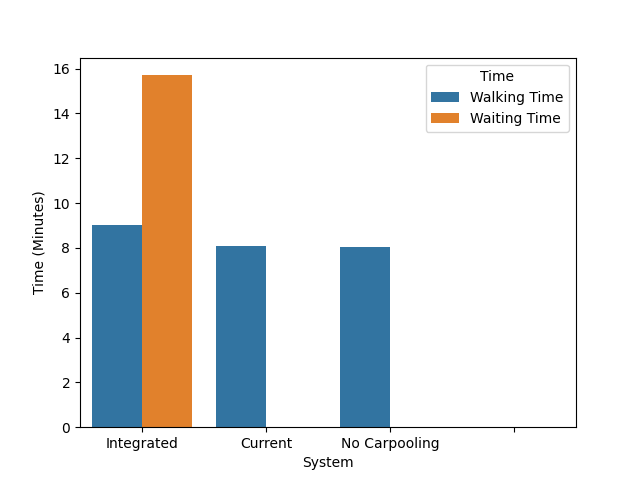 16
14
12
10
8
6
4
2
0
Time (Minutes)
Time
Walking Time
Waiting Time
Integrated
Current
No Carpooling
System